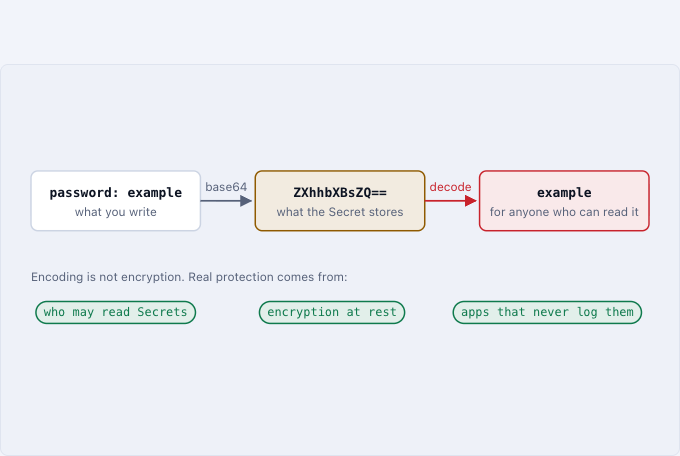 password: example
what you write
base64
ZXhhbXBsZQ==
what the Secret stores
decode
example
for anyone who can read it
Encoding is not encryption. Real protection comes from:
who may read Secrets
encryption at rest
apps that never log them